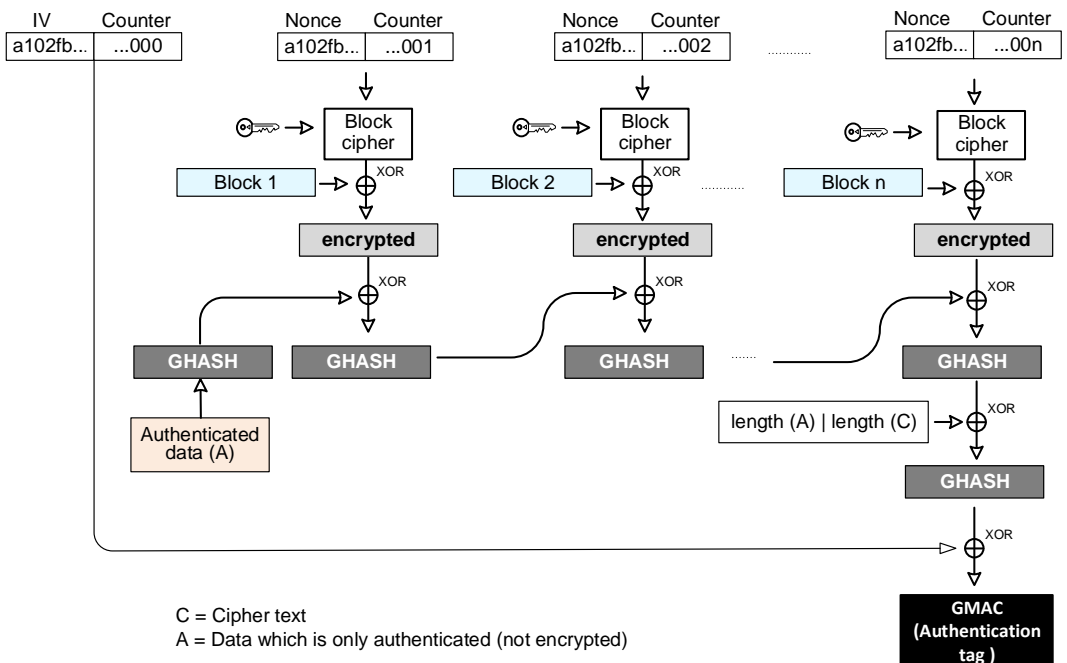 IV Counter
a102fb... ...000
Nonce Counter
a102fb... ...001
Nonce Counter
a102fb... ...002
............
Nonce Counter
a102fb... ...00n
Block
cipher
Block
cipher
Block
cipher
XOR
XOR
XOR
Block 1
Block 2
............
Block n
encrypted
encrypted
encrypted
XOR
XOR
XOR
GHASH
GHASH
GHASH
.......
GHASH
Authenticated
data (A)
length (A) | length (C)
XOR
GHASH
XOR
C = Cipher text
A = Data which is only authenticated (not encrypted)
GMAC
(Authentication
tag )